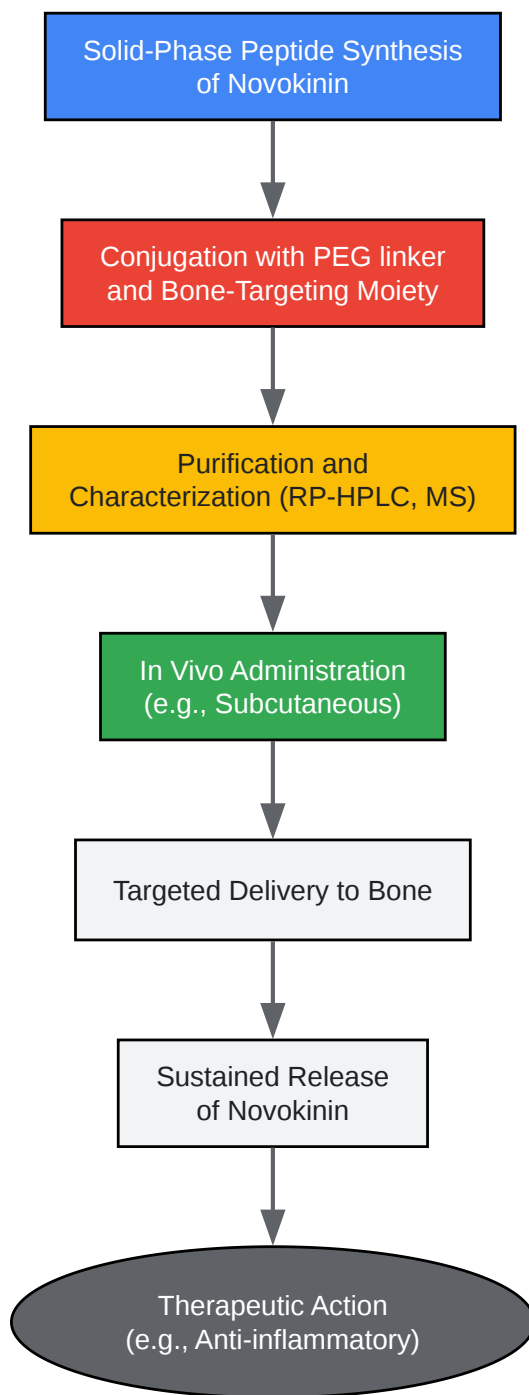 Solid-Phase Peptide Synthesis
of Novokinin
Conjugation with PEG linker
and Bone-Targeting Moiety
Purification and
Characterization (RP-HPLC, MS)
In Vivo Administration
(e.g., Subcutaneous)
Targeted Delivery to Bone
Sustained Release
of Novokinin
Therapeutic Action
(e.g., Anti-inflammatory)